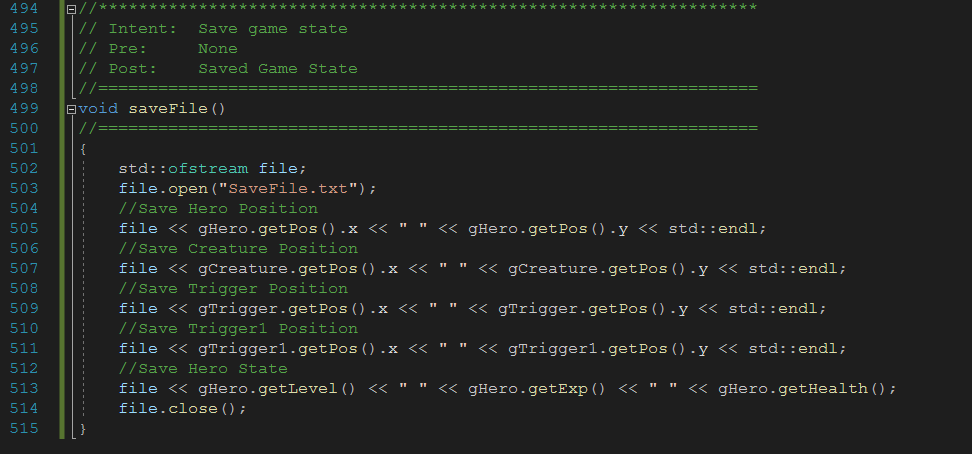 494 //******************************************************************
495 // Intent:  Save game state
496 // Pre:     None
497 // Post:    Saved Game State
498 //==================================================================
499 void saveFile()
500 //==================================================================
501 {
502     std::ofstream file;
503     file.open("SaveFile.txt");
504     //Save Hero Position
505     file << gHero.getPos().x << " " << gHero.getPos().y << std::endl;
506     //Save Creature Position
507     file << gCreature.getPos().x << " " << gCreature.getPos().y << std::endl;
508     //Save Trigger Position
509     file << gTrigger.getPos().x << " " << gTrigger.getPos().y << std::endl;
510     //Save Trigger1 Position
511     file << gTrigger1.getPos().x << " " << gTrigger1.getPos().y << std::endl;
512     //Save Hero State
513     file << gHero.getLevel() << " " << gHero.getExp() << " " << gHero.getHealth();
514     file.close();
515 }